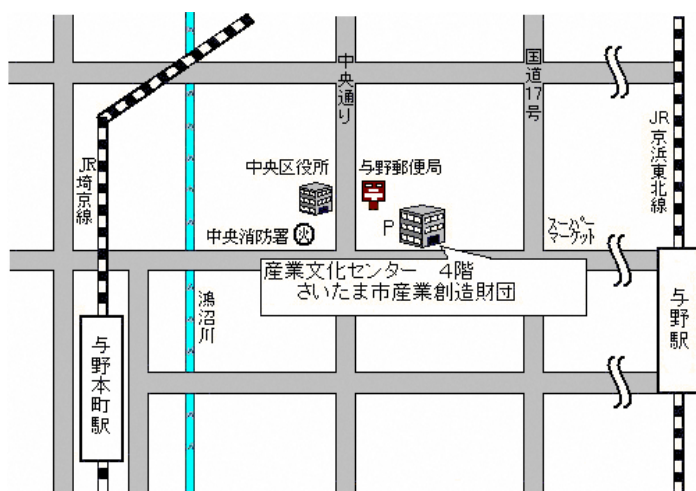 中央通り
国道17号
JR京浜東北線
JR埼京線
中央区役所
与野郵便局
中央消防署
火
P
スーパー
マーケット
産業文化センター 4階
さいたま市産業創造財団
鴻沼川
与野本町駅
与野駅